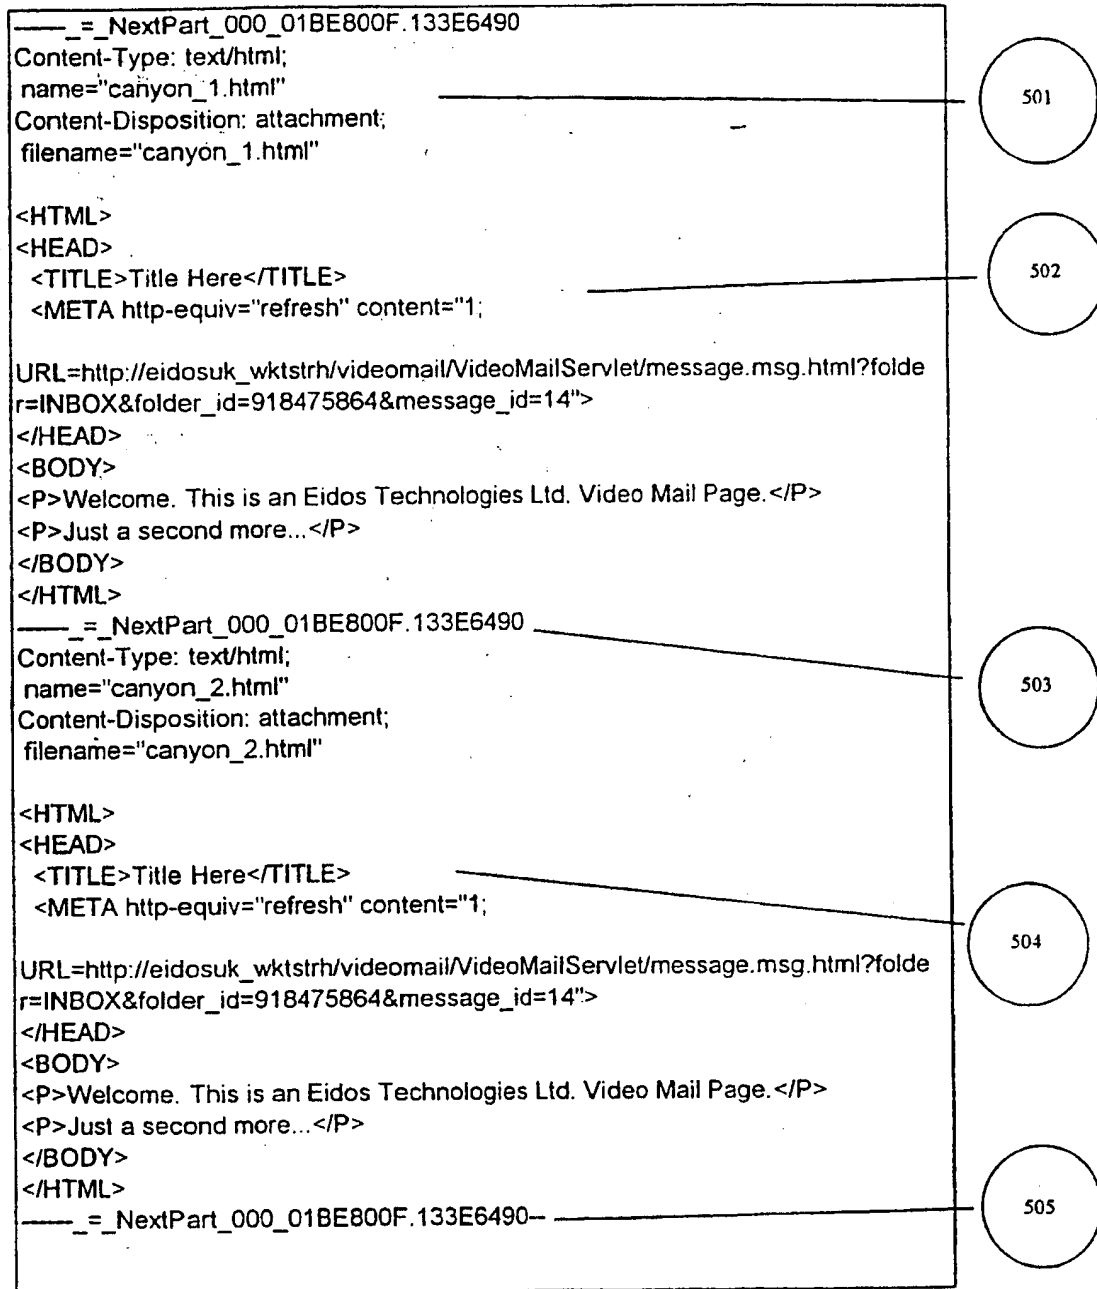 ——_=_NextPart_000_01BE800F.133E6490
Content-Type: text/html;
name="canyon_1.html"
501
Content-Disposition: attachment;
filename="canyon_1.html"
<HTML>
<HEAD>
<TITLE>Title Here</TITLE>
502
<META http-equiv="refresh" content="1;
URL=http://eidosuk_wktstrh/videomail/VideoMailServlet/message.msg.html?folde
r=INBOX&folder_id=918475864&message_id=14">
</HEAD>
<BODY>
<P>Welcome. This is an Eidos Technologies Ltd. Video Mail Page.</P>
<P>Just a second more...</P>
</BODY>
</HTML>
——_=_NextPart_000_01BE800F.133E6490
Content-Type: text/html;
name="canyon_2.html"
503
Content-Disposition: attachment;
filename="canyon_2.html"
<HTML>
<HEAD>
<TITLE>Title Here</TITLE>
<META http-equiv="refresh" content="1;
504
URL=http://eidosuk_wktstrh/videomail/VideoMailServlet/message.msg.html?folde
r=INBOX&folder_id=918475864&message_id=14">
</HEAD>
<BODY>
<P>Welcome. This is an Eidos Technologies Ltd. Video Mail Page.</P>
<P>Just a second more...</P>
</BODY>
</HTML>
——_=_NextPart_000_01BE800F.133E6490--
505